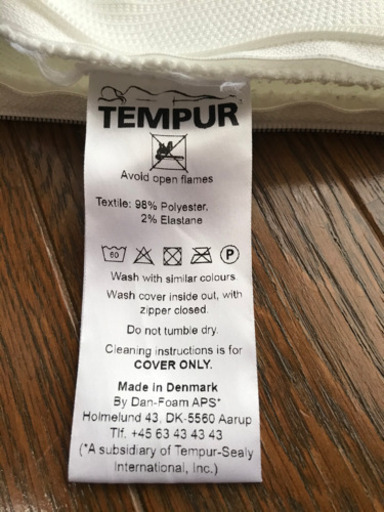 TEMPUR
Avoid open flames
Textile: 98% Polyester,
2% Elastane
60 P
Wash with similar colours
Wash cover inside out, with
zipper closed.
Do not tumble dry.
Cleaning instructions is for
COVER ONLY.
Made in Denmark
By Dan-Foam APS*
Holmelund 43, DK-5560 Aarup
Tlf. +45 63 43 43 43
(*A subsidiary of Tempur-Sealy
International, Inc.)